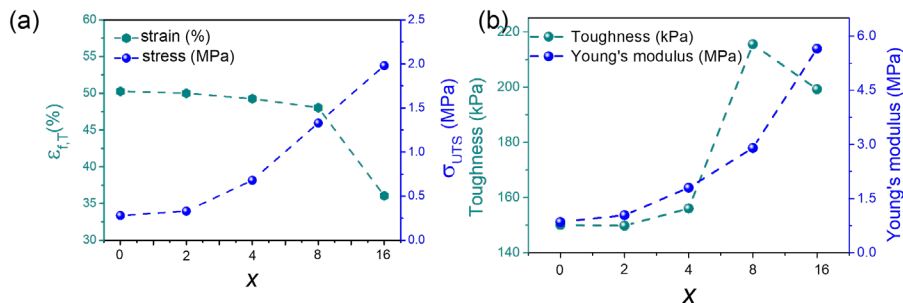 (a)
strain (%)
stress (MPa)
60
55
50
45
40
35
30
ε_f,T(%)
2.5
2.0
1.5
1.0
0.5
0.0
σ_UTS (MPa)
0 2 4 8 16
x
(b)
Toughness (kPa)
Young's modulus (MPa)
220
200
180
160
140
Toughness (kPa)
6.0
4.5
3.0
1.5
0.0
Young's modulus (MPa)
0 2 4 8 16
x